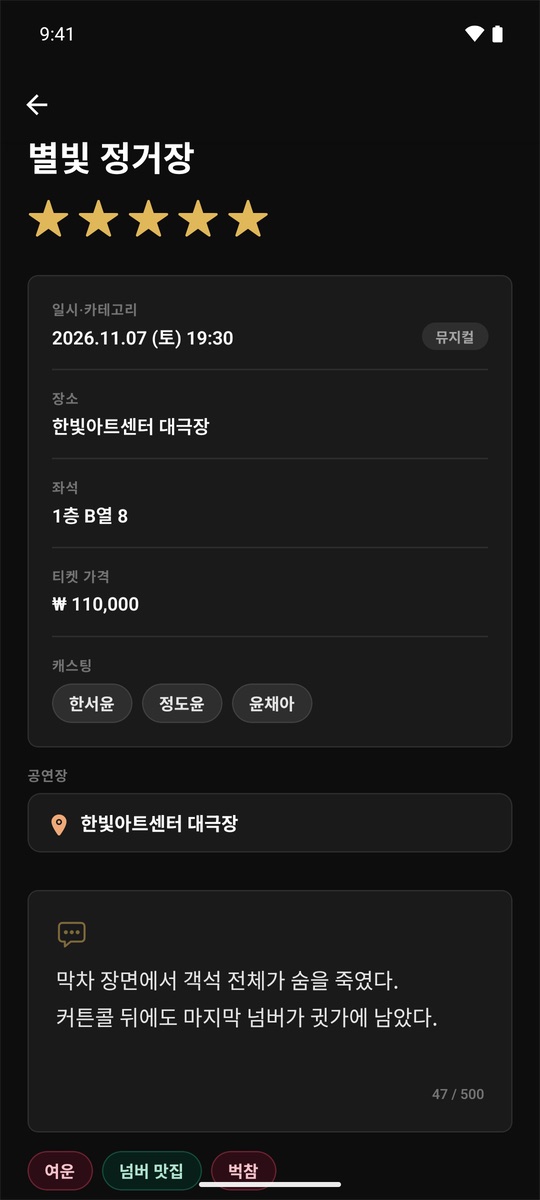 9:41
별빛 정거장
일시·카테고리
2026.11.07 (토) 19:30
뮤지컬
장소
한빛아트센터 대극장
좌석
1층 B열 8
티켓 가격
₩ 110,000
캐스팅
한서윤 정도윤 윤채아
공연장
한빛아트센터 대극장
막차 장면에서 객석 전체가 숨을 죽였다.
커튼콜 뒤에도 마지막 넘버가 귓가에 남았다.
47 / 500
여운 넘버 맛집 벅참